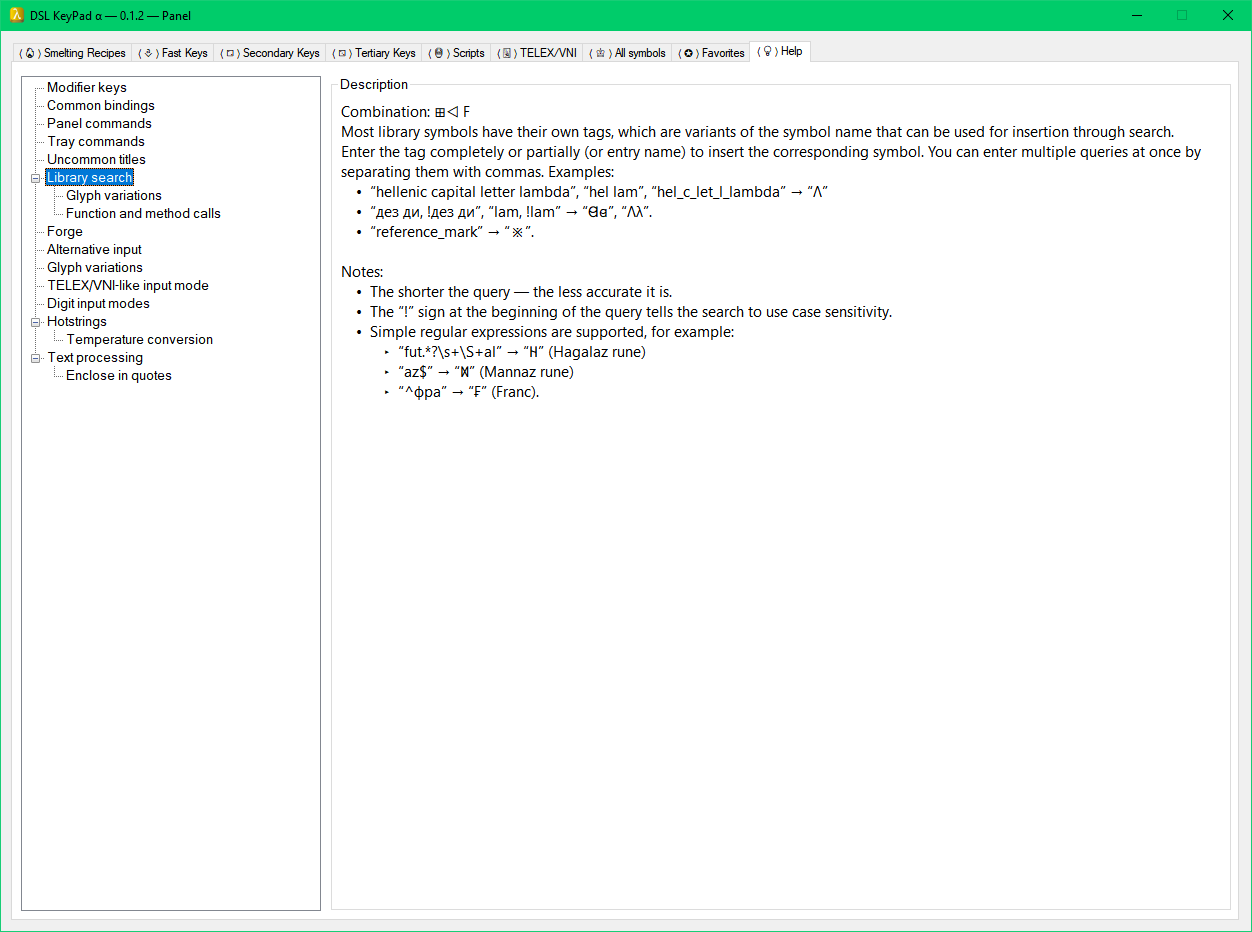 DSL KeyPad α — 0.1.2 — Panel
Smelting Recipes
Fast Keys
Secondary Keys
Tertiary Keys
Scripts
TELEX/VNI
All symbols
Favorites
Help
Modifier keys
Common bindings
Panel commands
Tray commands
Uncommon titles
Library search
Glyph variations
Function and method calls
Forge
Alternative input
Glyph variations
TELEX/VNI-like input mode
Digit input modes
Hotstrings
Temperature conversion
Text processing
Enclose in quotes
Description
Combination: ⊞◁ F
Most library symbols have their own tags, which are variants of the symbol name that can be used for insertion through search.
Enter the tag completely or partially (or entry name) to insert the corresponding symbol. You can enter multiple queries at once by
separating them with commas. Examples:
• “hellenic capital letter lambda”, “hel lam”, “hel_c_let_l_lambda” → “Λ”
• “дез ди, !дез ди”, “lam, !lam” → “”, “Λλ”.
• “reference_mark” → “※”.
Notes:
• The shorter the query — the less accurate it is.
• The “!” sign at the beginning of the query tells the search to use case sensitivity.
• Simple regular expressions are supported, for example:
‣ “fut.*?\s+\S+al” → “ᚺ” (Hagalaz rune)
‣ “az$” → “ᛗ” (Mannaz rune)
‣ “^фра” → “₣” (Franc).